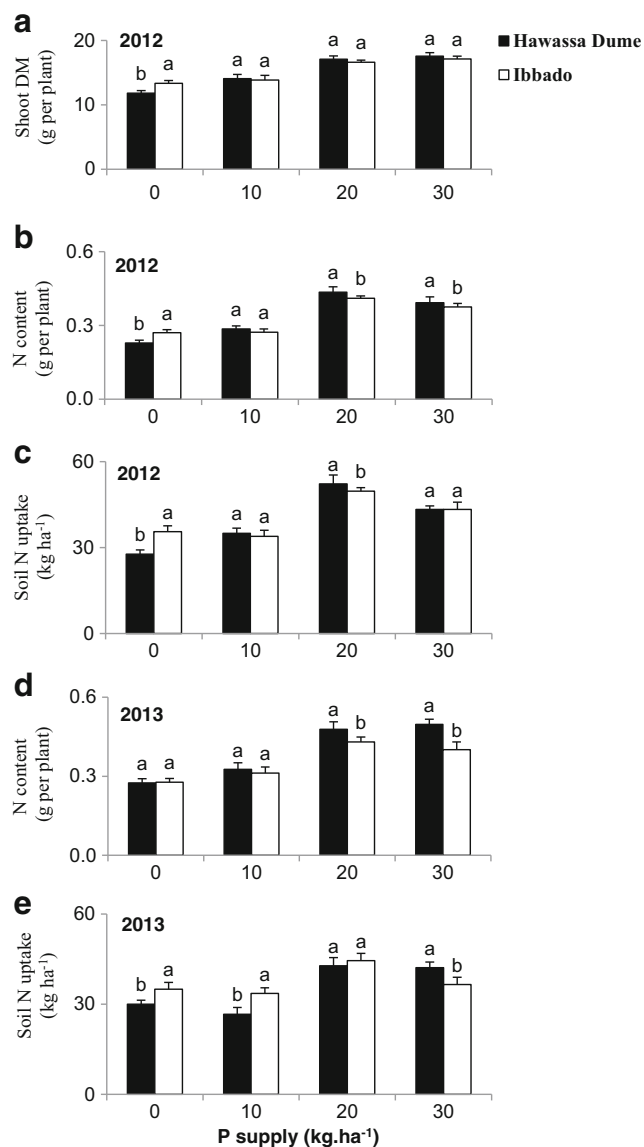 a
2012
Hawassa Dume
Ibbado
Shoot DM
(g per plant)
20
10
0
b a a a a a a a
0 10 20 30
b
2012
N content
(g per plant)
0.6
0.3
0.0
b a a a a b a b
0 10 20 30
c
2012
Soil N uptake
(kg ha⁻¹)
60
30
0
b a a a a b a a
0 10 20 30
d
2013
N content
(g per plant)
0.6
0.3
0.0
a a a a a b a b
0 10 20 30
e
2013
Soil N uptake
(kg ha⁻¹)
60
30
0
b a b a a a a b
0 10 20 30
P supply (kg.ha⁻¹)